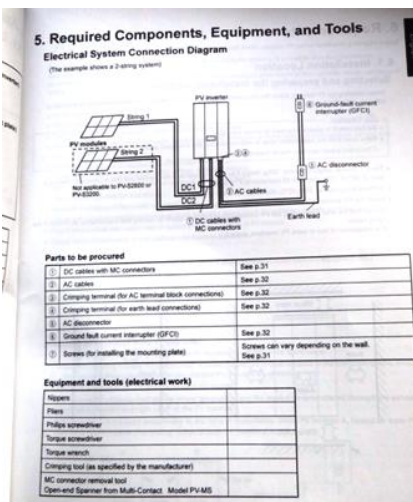 5. Required Components, Equipment, and Tools
Electrical System Connection Diagram
(The example shows a 2-string system)
PV inverter
String 1
④ Ground-fault current
interrupter (GFCI)
PV modules
String 2
③④
⑤ AC disconnector
Not applicable to PV-S2600 or
PV-S3200.
DC1
DC2
② AC cables
① DC cables with
MC connectors
Earth lead
Parts to be procured
① DC cables with MC connectors See p.31
② AC cables See p.32
③ Crimping terminal (for AC terminal block connections) See p.32
④ Crimping terminal (for earth lead connections) See p.32
⑤ AC disconnector
⑥ Ground fault current interrupter (GFCI) See p.32
⑦ Screws (for installing the mounting plate) Screws can vary depending on the wall.
See p.31
Equipment and tools (electrical work)
Nippers
Pliers
Philips screwdriver
Torque screwdriver
Torque wrench
Crimping tool (as specified by the manufacturer)
MC connector removal tool
Open-end Spanner from Multi-Contact Model PV-MS